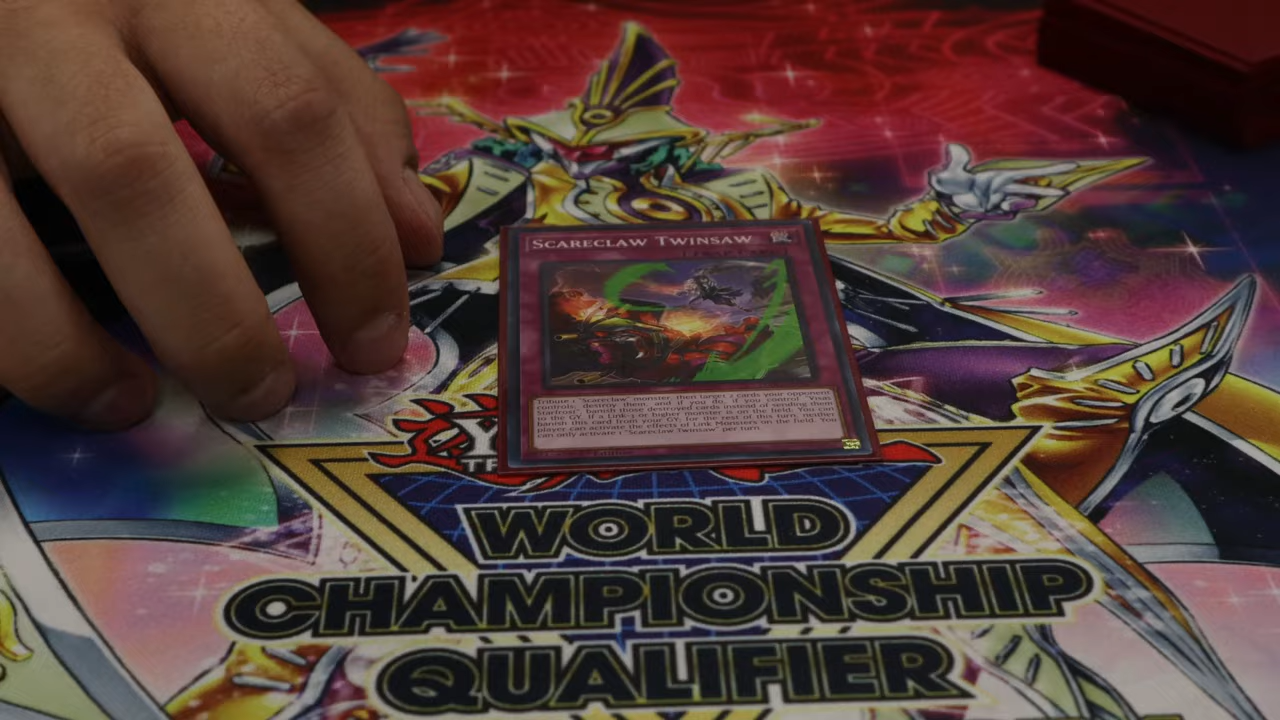 SCARECLAW TWINSAW
Tribute 1 "Scareclaw" monster, then target 2 cards your opponent
controls; destroy them, and if you do, if you control "Visas
Starfrost", banish those destroyed cards instead of sending them
to the GY. If a Link-3 or higher monster is on the field: You can
banish this card from your GY; for the rest of this turn, neither
player can activate the effects of Link Monsters on the field. You
can only activate 1 "Scareclaw Twinsaw" per turn.
WORLD
CHAMPIONSHIP
QUALIFIER